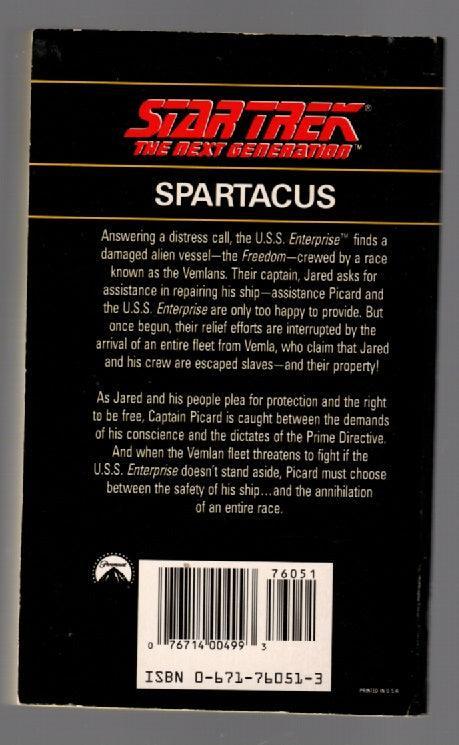 STAR TREK®
THE NEXT GENERATION™
SPARTACUS
Answering a distress call, the U.S.S. Enterprise™ finds a
damaged alien vessel—the Freedom—crewed by a race
known as the Vemlans. Their captain, Jared asks for
assistance in repairing his ship—assistance Picard and
the U.S.S. Enterprise are only too happy to provide. But
once begun, their relief efforts are interrupted by the
arrival of an entire fleet from Vemla, who claim that Jared
and his crew are escaped slaves—and their property!
As Jared and his people plea for protection and the right
to be free, Captain Picard is caught between the demands
of his conscience and the dictates of the Prime Directive.
And when the Vemlan fleet threatens to fight if the
U.S.S. Enterprise doesn't stand aside, Picard must choose
between the safety of his ship...and the annihilation
of an entire race.
Paramount
76051
0 76714 00499 3
ISBN 0-671-76051-3
PRINTED IN U.S.A.